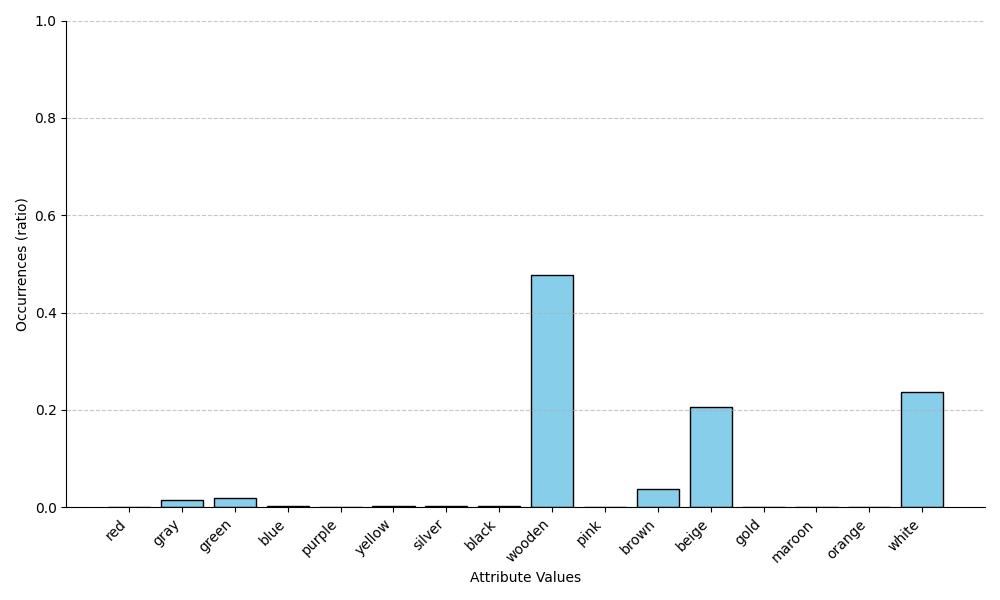 1.0
0.8
0.6
0.4
0.2
0.0
Occurrences (ratio)
red
gray
green
blue
purple
yellow
silver
black
wooden
pink
brown
beige
gold
maroon
orange
white
Attribute Values